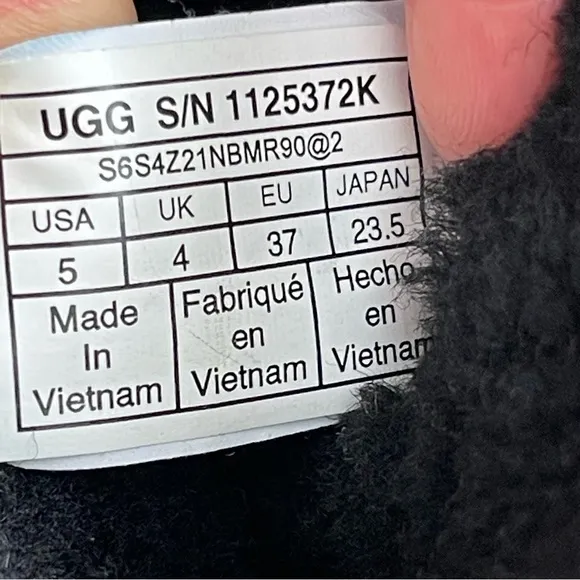 UGG S/N 1125372K
S6S4Z21NBMR90@2
USA UK EU JAPAN
5 4 37 23.5
Made
In
Vietnam
Fabriqué
en
Vietnam
Hecho
en
Vietnam